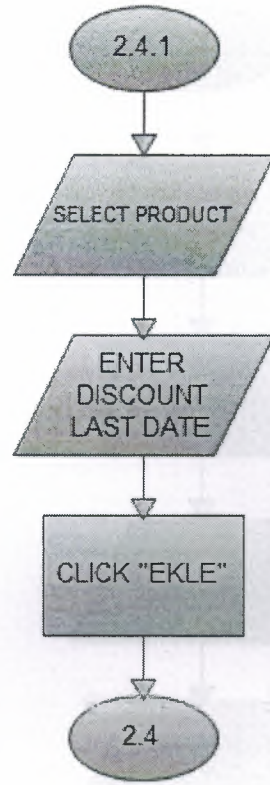 2.4.1
SELECT PRODUCT
ENTER
DISCOUNT
LAST DATE
CLICK "EKLE"
2.4